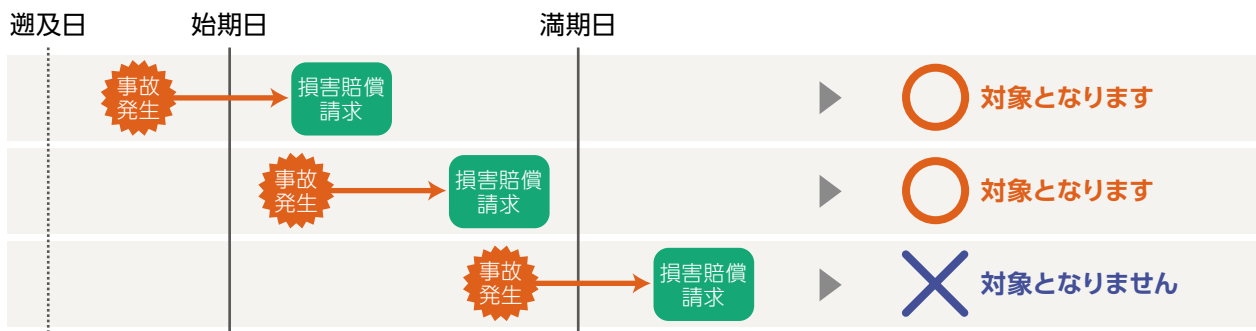 遡及日
始期日
満期日
事故
発生
損害賠償
請求
対象となります
事故
発生
損害賠償
請求
対象となります
事故
発生
損害賠償
請求
対象となりません